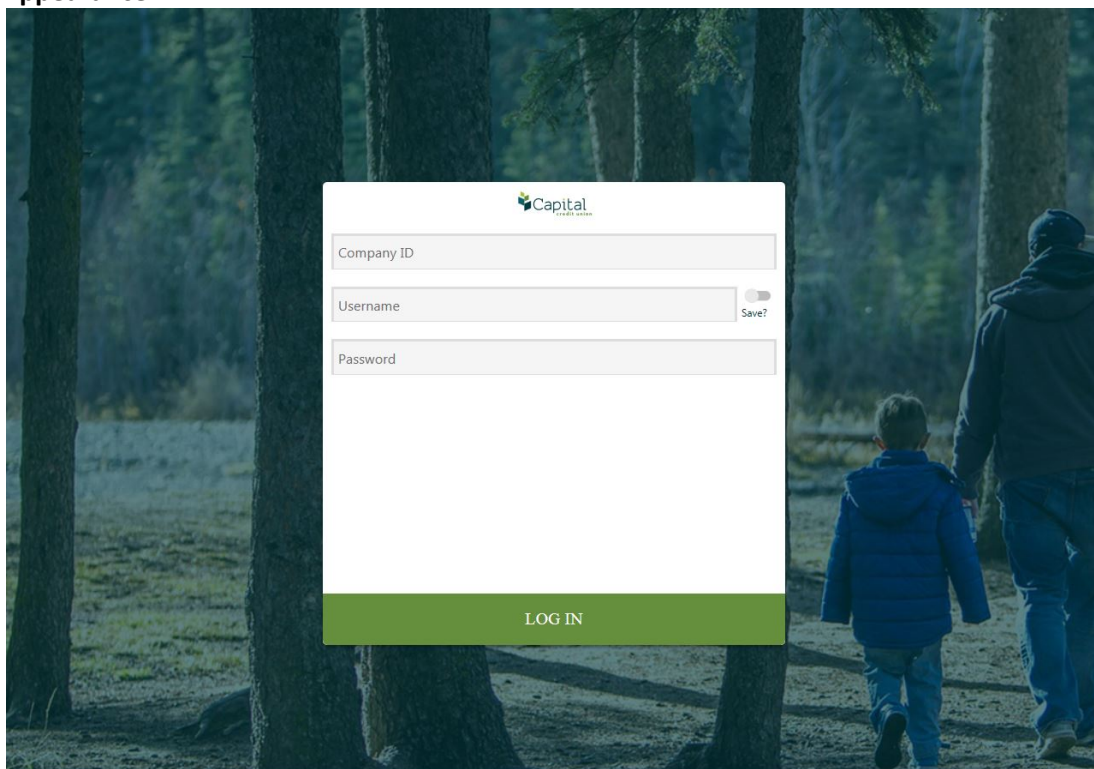 Capital
credit union
Company ID
Username
Save?
Password
LOG IN